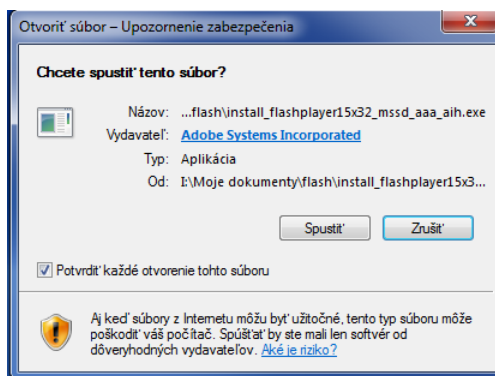 Otvoriť súbor – Upozornenie zabezpečenia
Chcete spustiť tento súbor?
Názov: ...flash\install_flashplayer15x32_mssd_aaa_aih.exe
Vydavateľ: Adobe Systems Incorporated
Typ: Aplikácia
Od: I:\Moje dokumenty\flash\install_flashplayer15x3...
Spustiť Zrušiť
Potvrdiť každé otvorenie tohto súboru
Aj keď súbory z Internetu môžu byť užitočné, tento typ súboru môže
poškodiť váš počítač. Spúšťať by ste mali len softvér od
dôveryhodných vydavateľov. Aké je riziko?